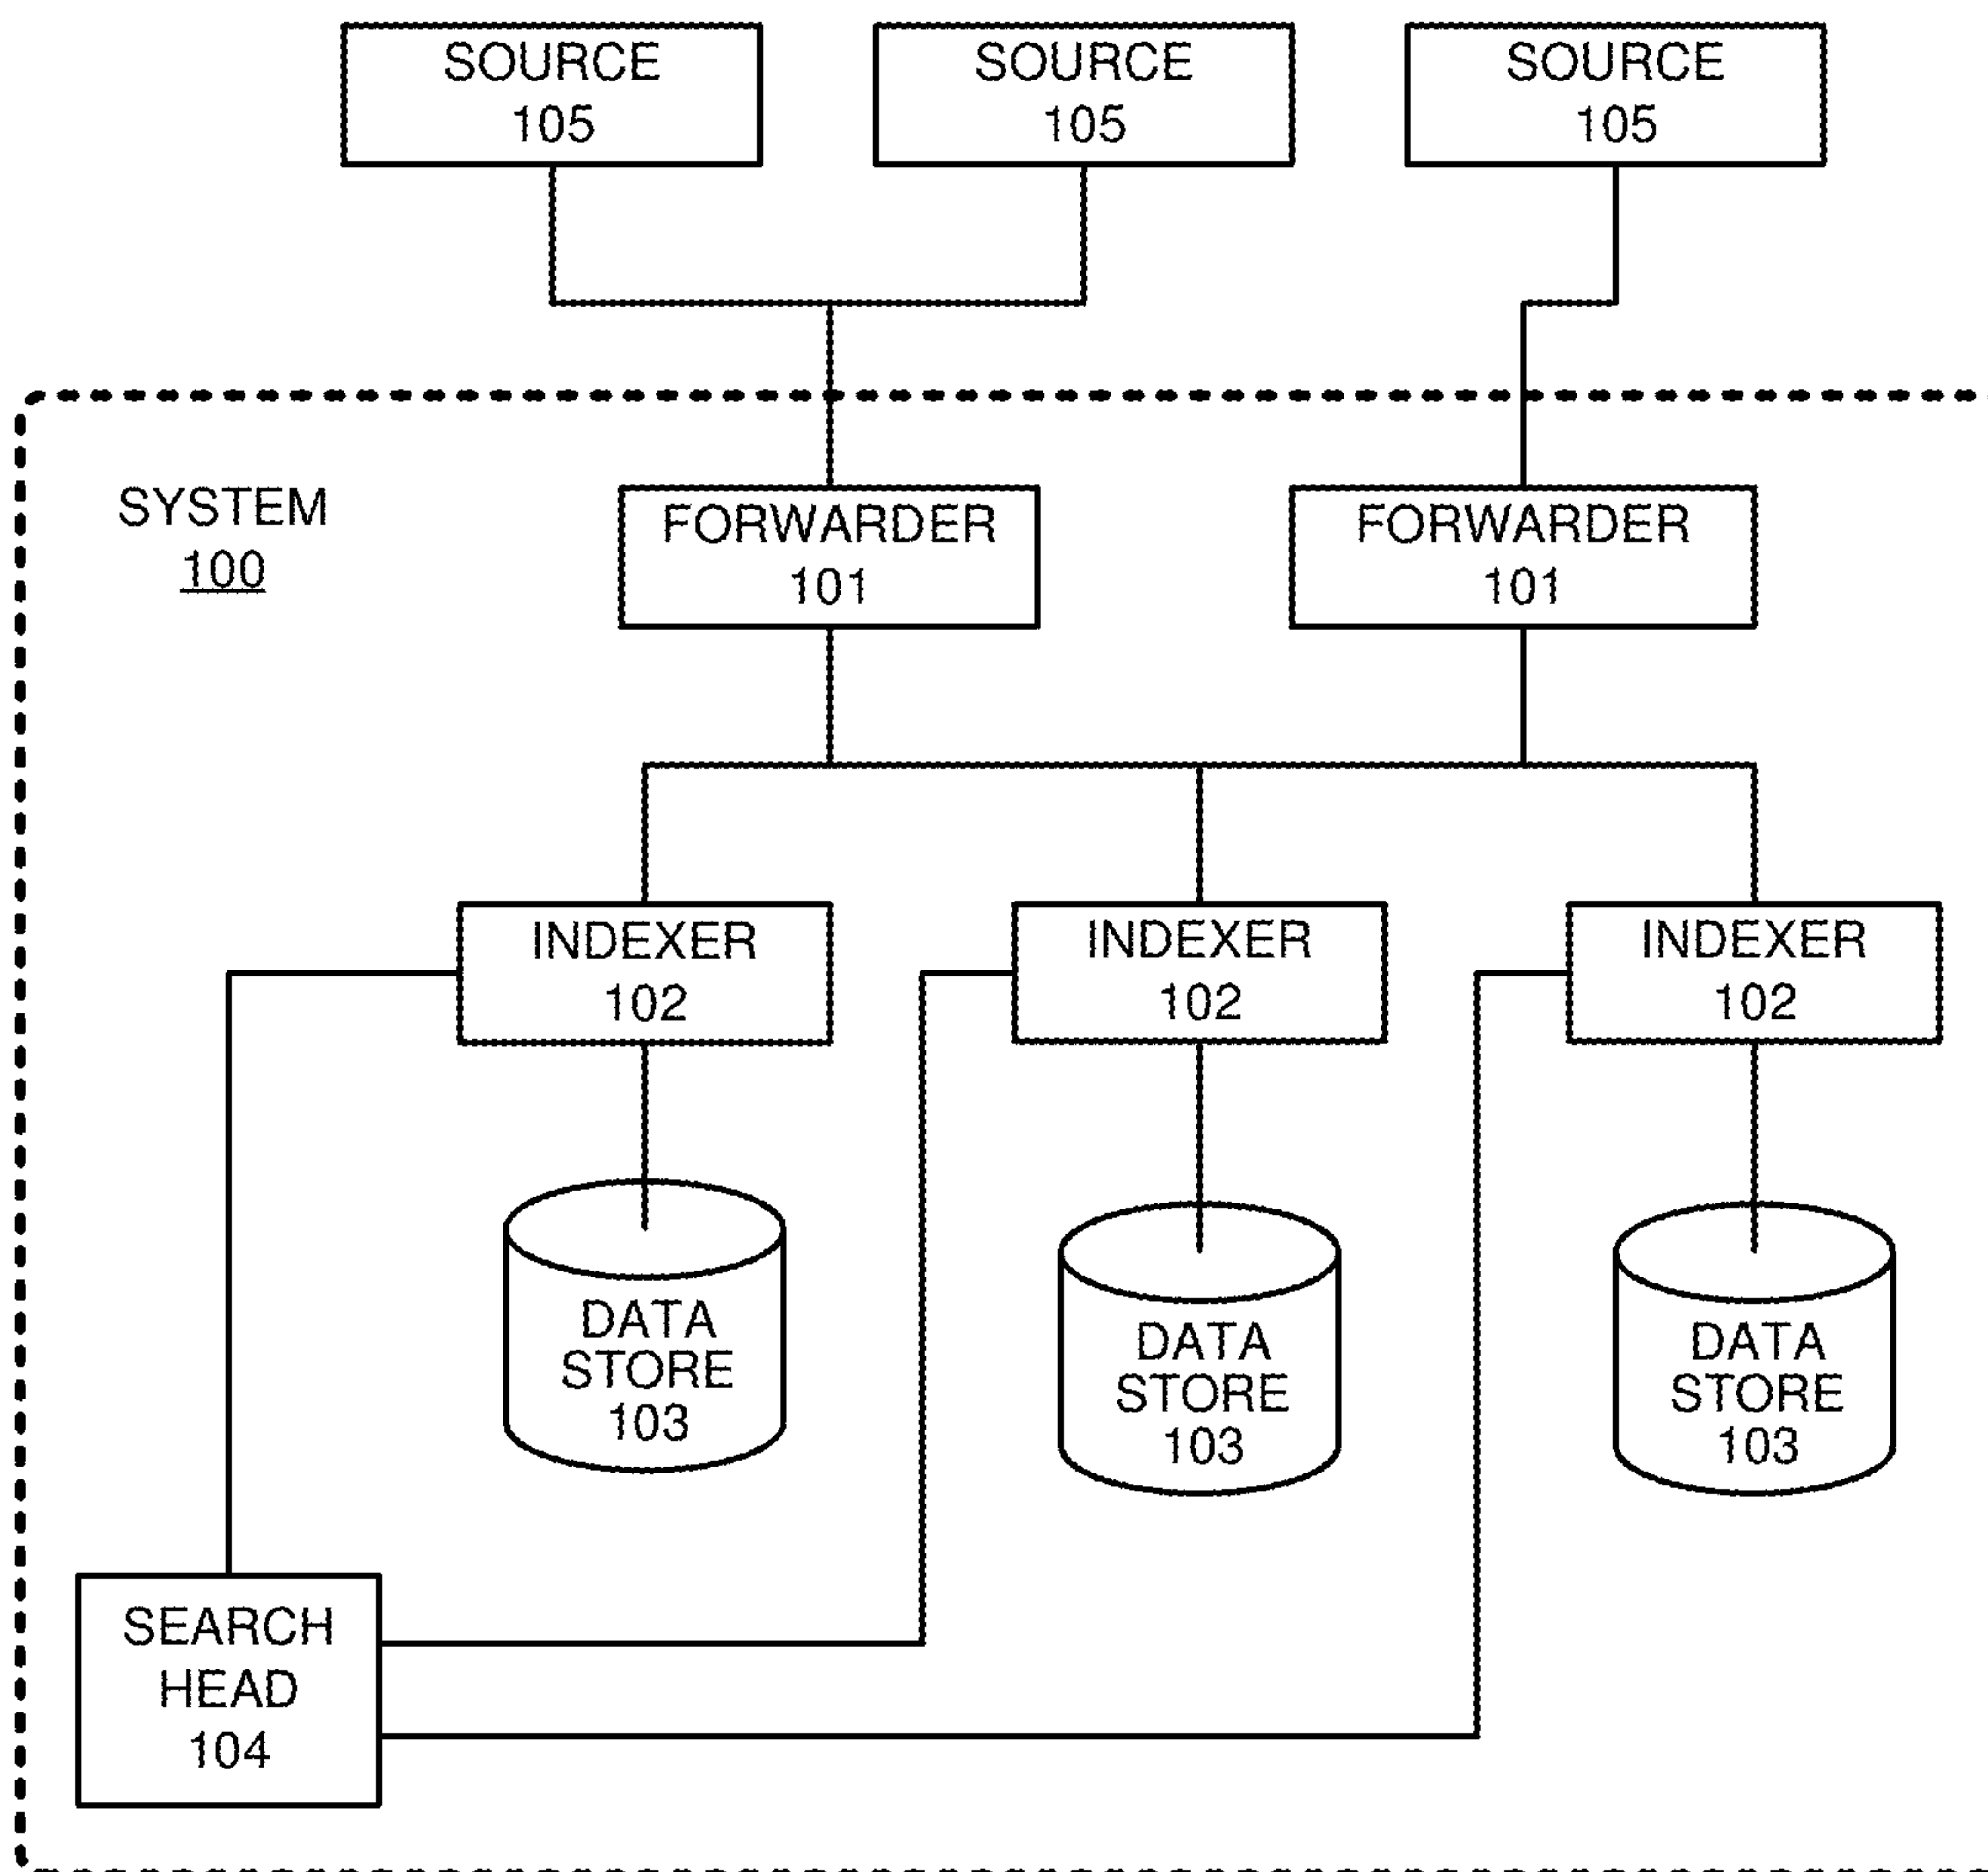 SOURCE
105
SOURCE
105
SOURCE
105
SYSTEM
100
FORWARDER
101
FORWARDER
101
INDEXER
102
INDEXER
102
INDEXER
102
DATA
STORE
103
DATA
STORE
103
DATA
STORE
103
SEARCH
HEAD
104